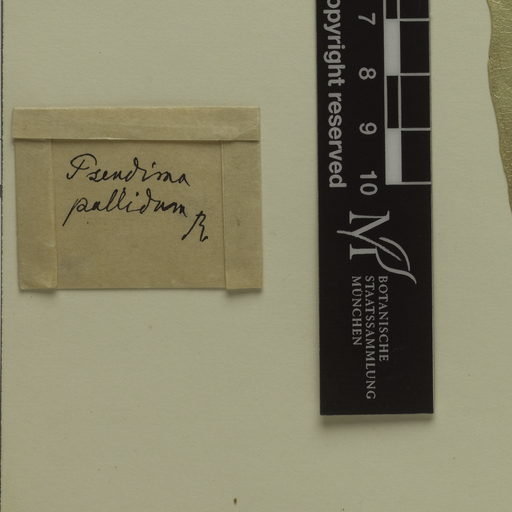 Pseudima
pallidum
R
opyright reserved
7
8
9
10
M
BOTANISCHE
STAATSSAMMLUNG
MÜNCHEN